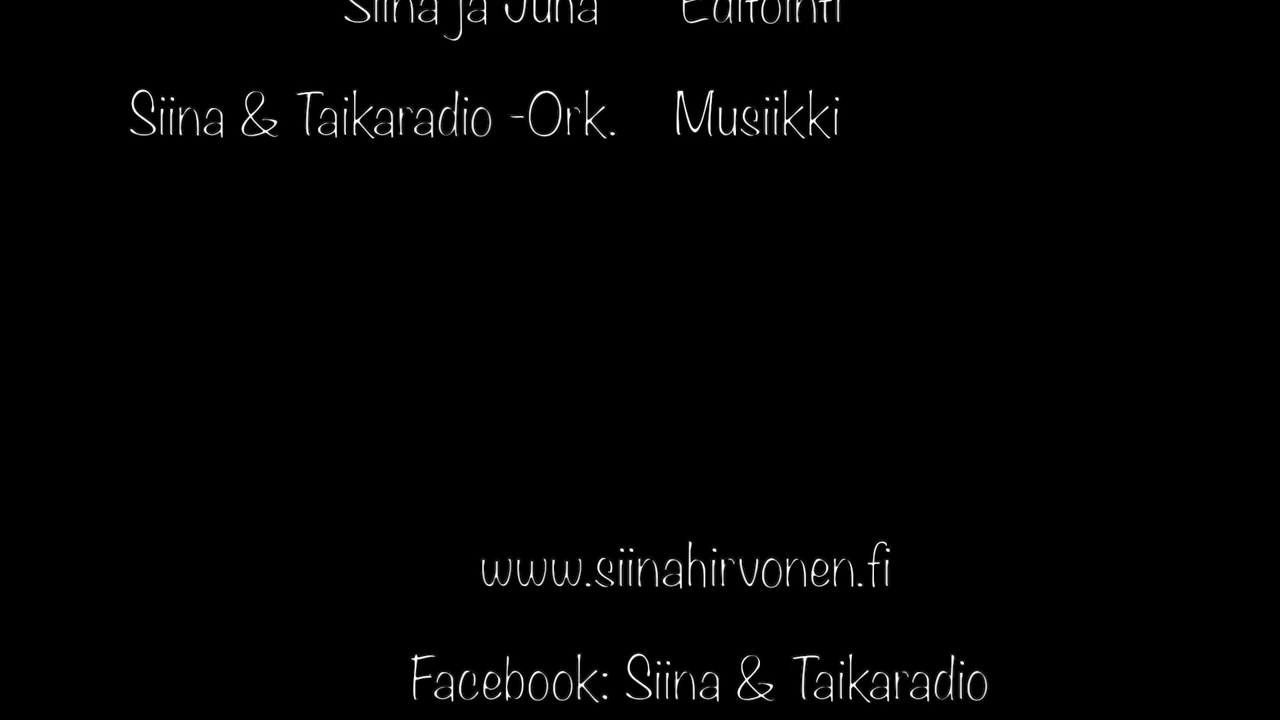 Siina ja Juha Editointi
Siina & Taikaradio -Ork. Musiikki
www.siinahirvonen.fi
Facebook: Siina & Taikaradio